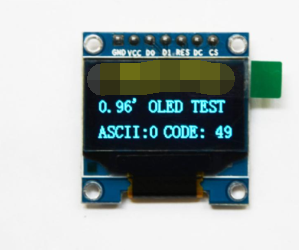 GND VCC D0 D1 RES DC CS
0.96' OLED TEST
ASCII:0 CODE: 49